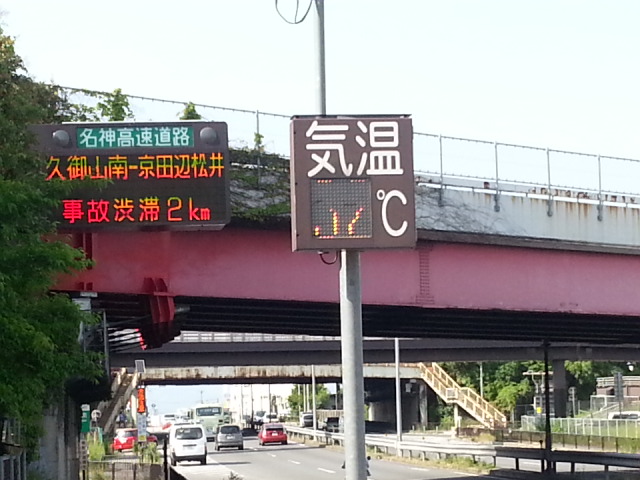 名神高速道路
久御山南ー京田辺松井
事故渋滞2km
気温
℃